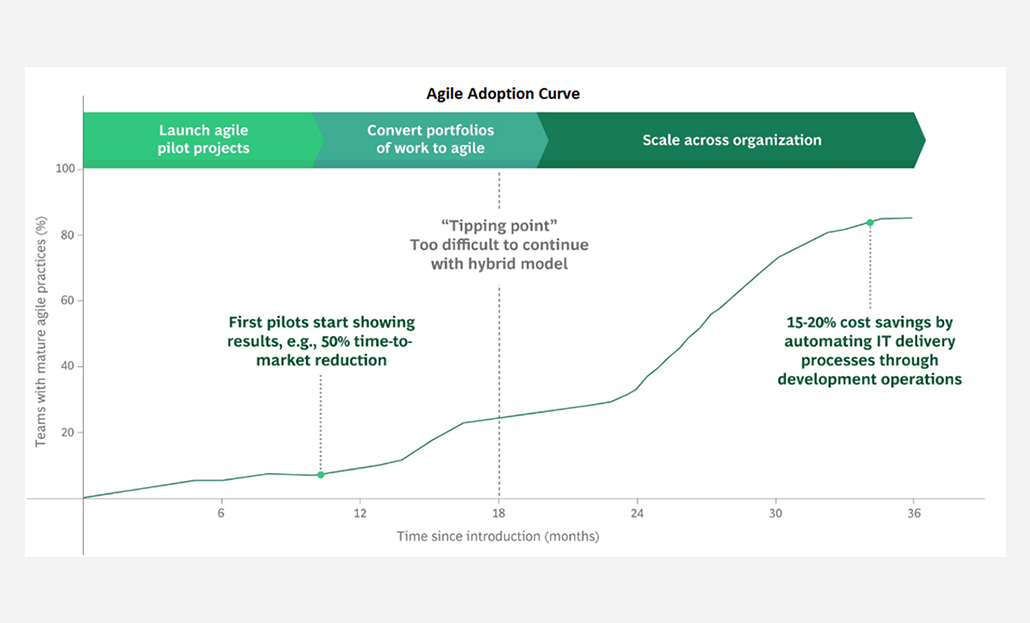 Agile Adoption Curve
Launch agile
pilot projects
Convert portfolios
of work to agile
Scale across organization
100
80
60
40
20
Teams with mature agile practices (%)
“Tipping point”
Too difficult to continue
with hybrid model
First pilots start showing
results, e.g., 50% time-to-
market reduction
15-20% cost savings by
automating IT delivery
processes through
development operations
6
12
18
24
30
36
Time since introduction (months)